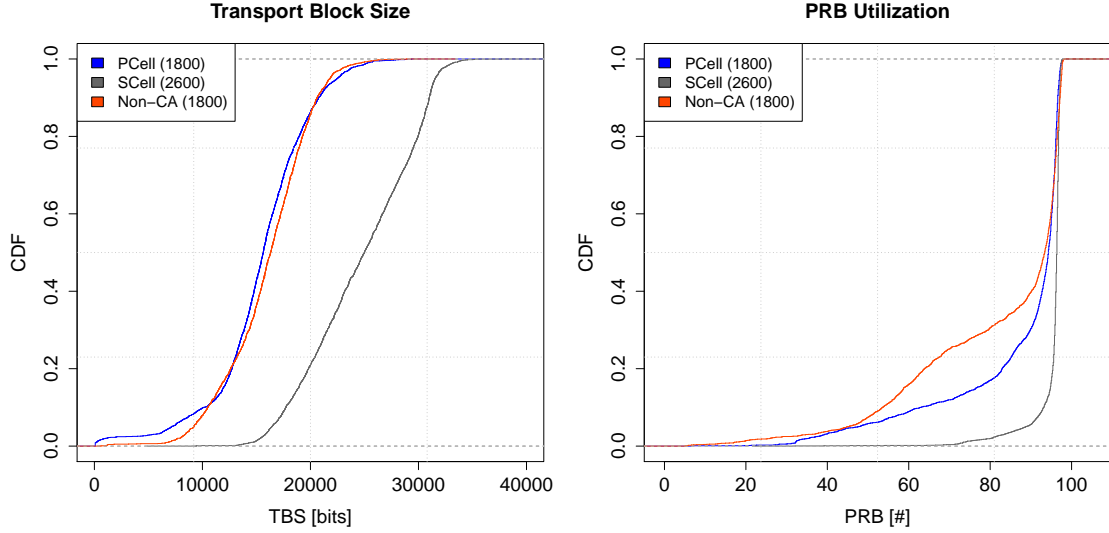 Transport Block Size
PCell (1800)
SCell (2600)
Non−CA (1800)
CDF
0.0
0.2
0.4
0.6
0.8
1.0
0
10000
20000
30000
40000
TBS [bits]
PRB Utilization
PCell (1800)
SCell (2600)
Non−CA (1800)
CDF
0.0
0.2
0.4
0.6
0.8
1.0
0
20
40
60
80
100
PRB [#]